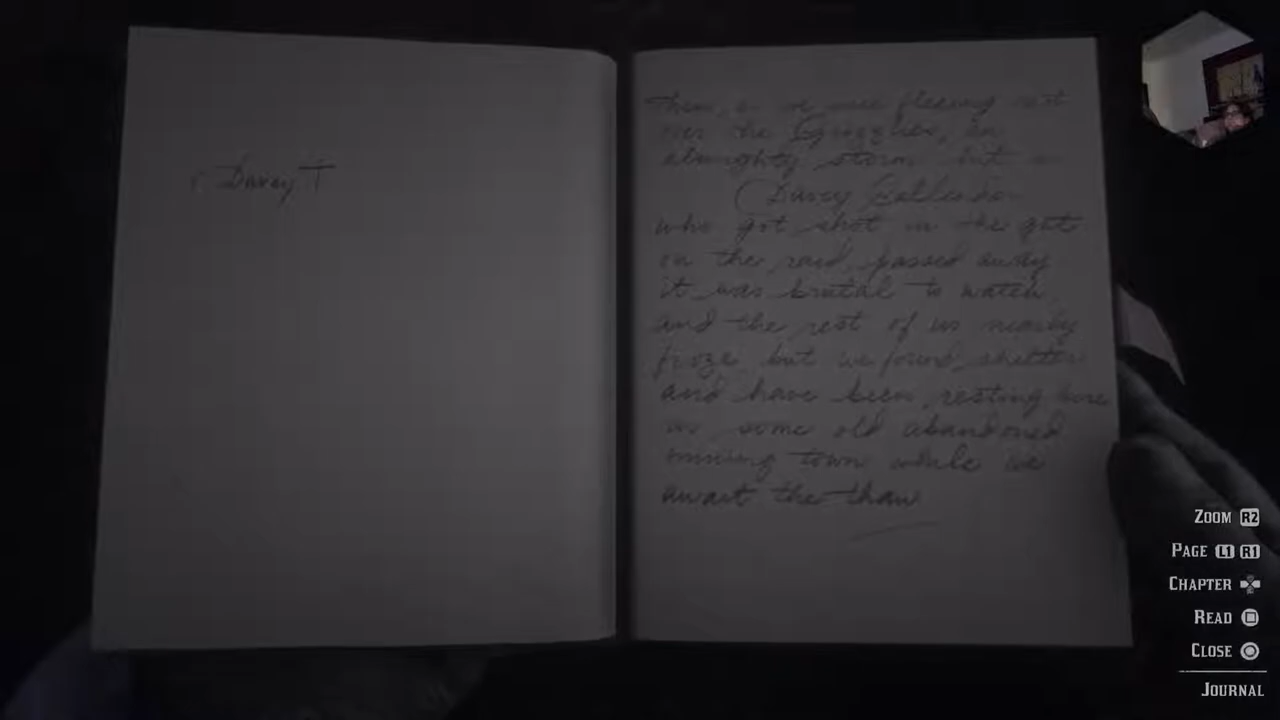 Davey T
Then, as we were fleeing west
over the Grizzlies, an
almighty storm hit
Davey Callander
who got shot in the gut
on the raid, passed away
it was brutal to watch
and the rest of us nearly
froze but we found shelter
and have been resting here
in some old abandoned
mining town while we
await the thaw
ZOOM R2
PAGE L1 R1
CHAPTER
READ
CLOSE
JOURNAL